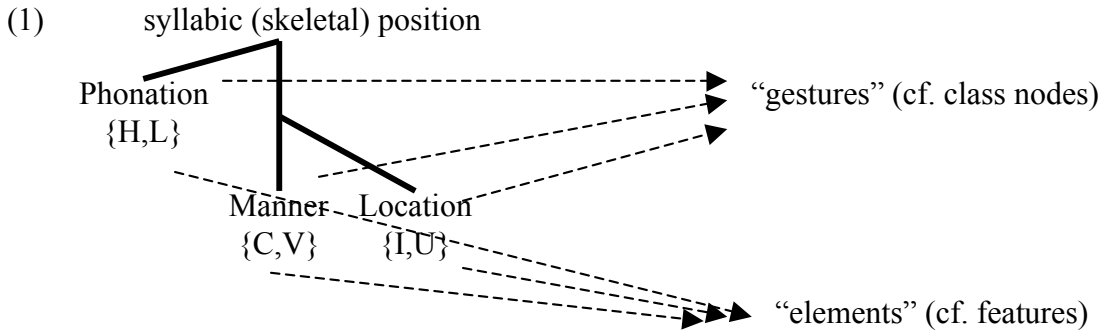 (1) syllabic (skeletal) position
Phonation “gestures” (cf. class nodes)
{H,L}
Manner Location
{C,V} {I,U}
“elements” (cf. features)